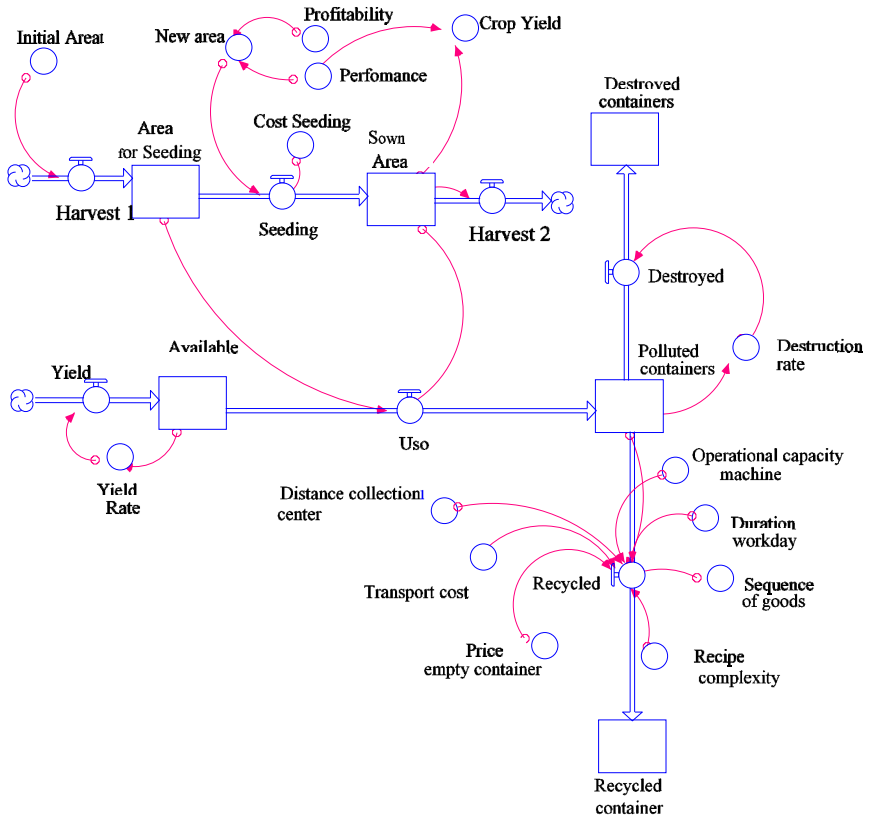 Profitability
Crop Yield
Initial Area
New area
Perfomance
Destroyed
containers
Cost Seeding
Area
for Seeding
Sown
Area
Harvest 1
Seeding
Harvest 2
Destroyed
Available
Yield
Polluted
containers
Destruction
rate
Uso
Operational capacity
machine
Yield
Rate
Distance collection
center
Duration
workday
Recycled
Transport cost
Sequence
of goods
Price
empty container
Recipe
complexity
Recycled
container